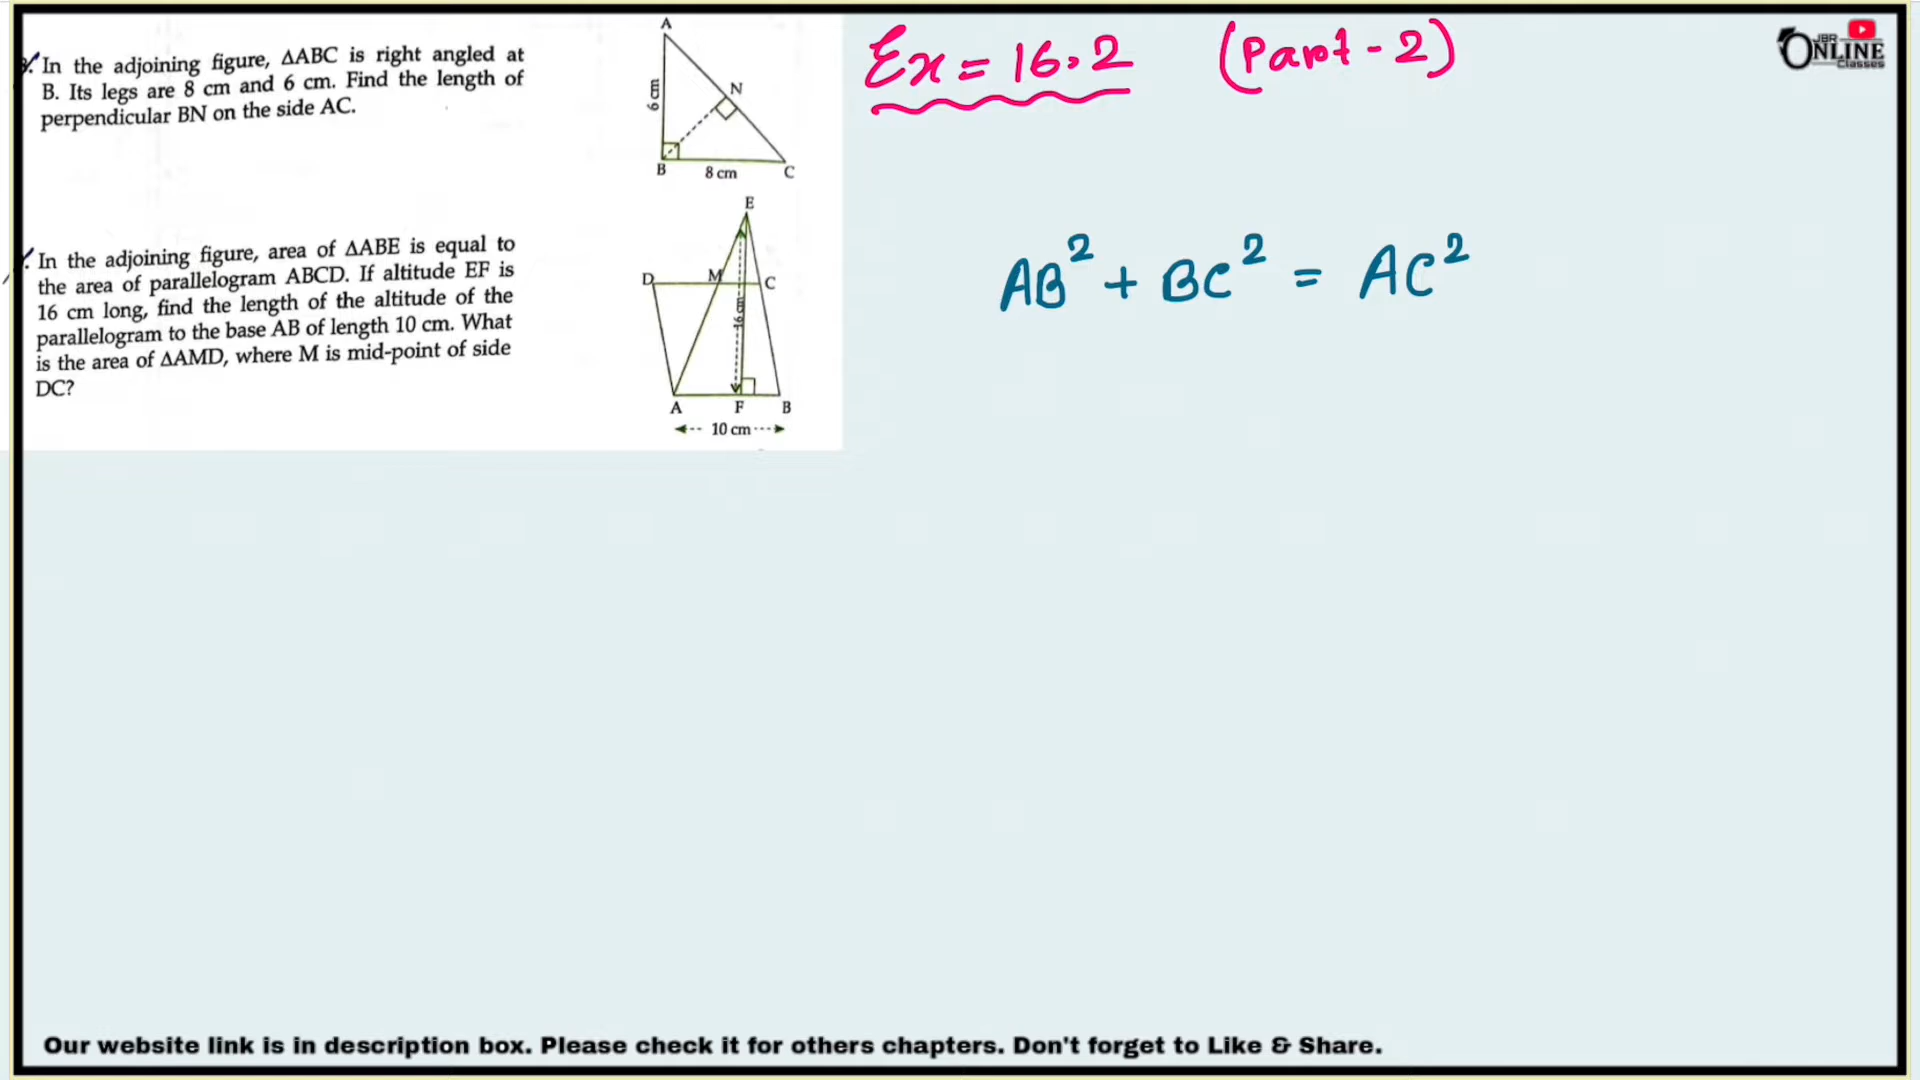 In the adjoining figure, ΔABC is right angled at
B. Its legs are 8 cm and 6 cm. Find the length of
perpendicular BN on the side AC.
A
6 cm
N
B
8 cm
C
Ex = 16.2 (Part - 2)
JBR
ONLINE
Classes
AB² + BC² = AC²
In the adjoining figure, area of ΔABE is equal to
the area of parallelogram ABCD. If altitude EF is
16 cm long, find the length of the altitude of the
parallelogram to the base AB of length 10 cm. What
is the area of ΔAMD, where M is mid-point of side
DC?
E
D
M
C
16 cm
A
F
B
10 cm
Our website link is in description box. Please check it for others chapters. Don't forget to Like & Share.